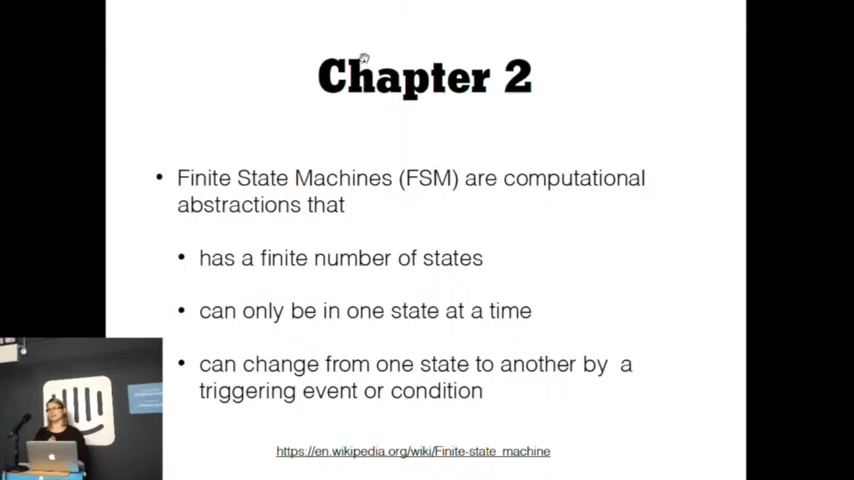 Chapter 2
• Finite State Machines (FSM) are computational
abstractions that
• has a finite number of states
• can only be in one state at a time
• can change from one state to another by a
triggering event or condition
https://en.wikipedia.org/wiki/Finite-state_machine